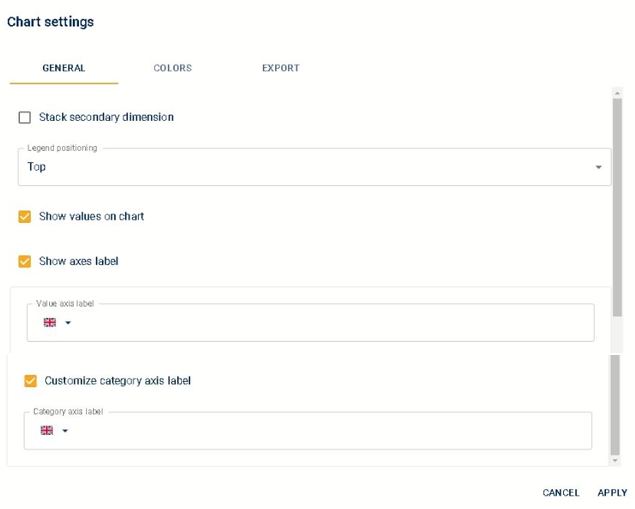 Chart settings
GENERAL COLORS EXPORT
Stack secondary dimension
Legend positioning
Top
Show values on chart
Show axes label
Value axis label
Customize category axis label
Category axis label
CANCEL APPLY